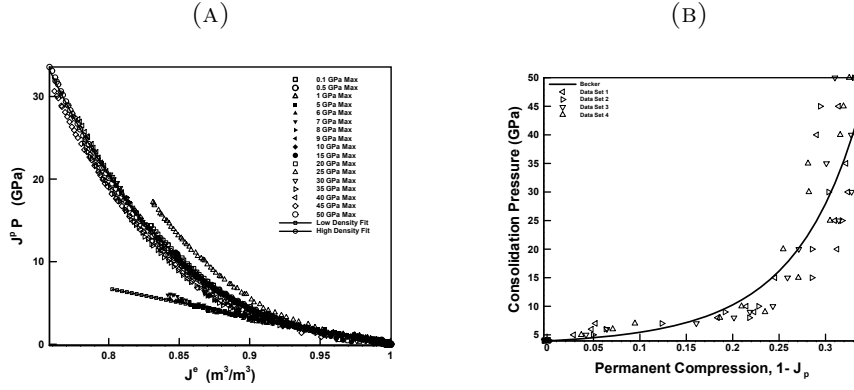 (A)
(B)
30
20
10
0
0.8
0.85
0.9
0.95
1
J^p P (GPa)
J^e (m^3/m^3)
0.1 GPa Max
0.5 GPa Max
1 GPa Max
5 GPa Max
6 GPa Max
7 GPa Max
8 GPa Max
9 GPa Max
10 GPa Max
15 GPa Max
20 GPa Max
25 GPa Max
30 GPa Max
35 GPa Max
40 GPa Max
45 GPa Max
50 GPa Max
Low Density Fit
High Density Fit
50
45
40
35
30
25
20
15
10
5
0
0.05
0.1
0.15
0.2
0.25
0.3
Consolidation Pressure (GPa)
Permanent Compression, 1- J_p
Becker
Data Set 1
Data Set 2
Data Set 3
Data Set 4